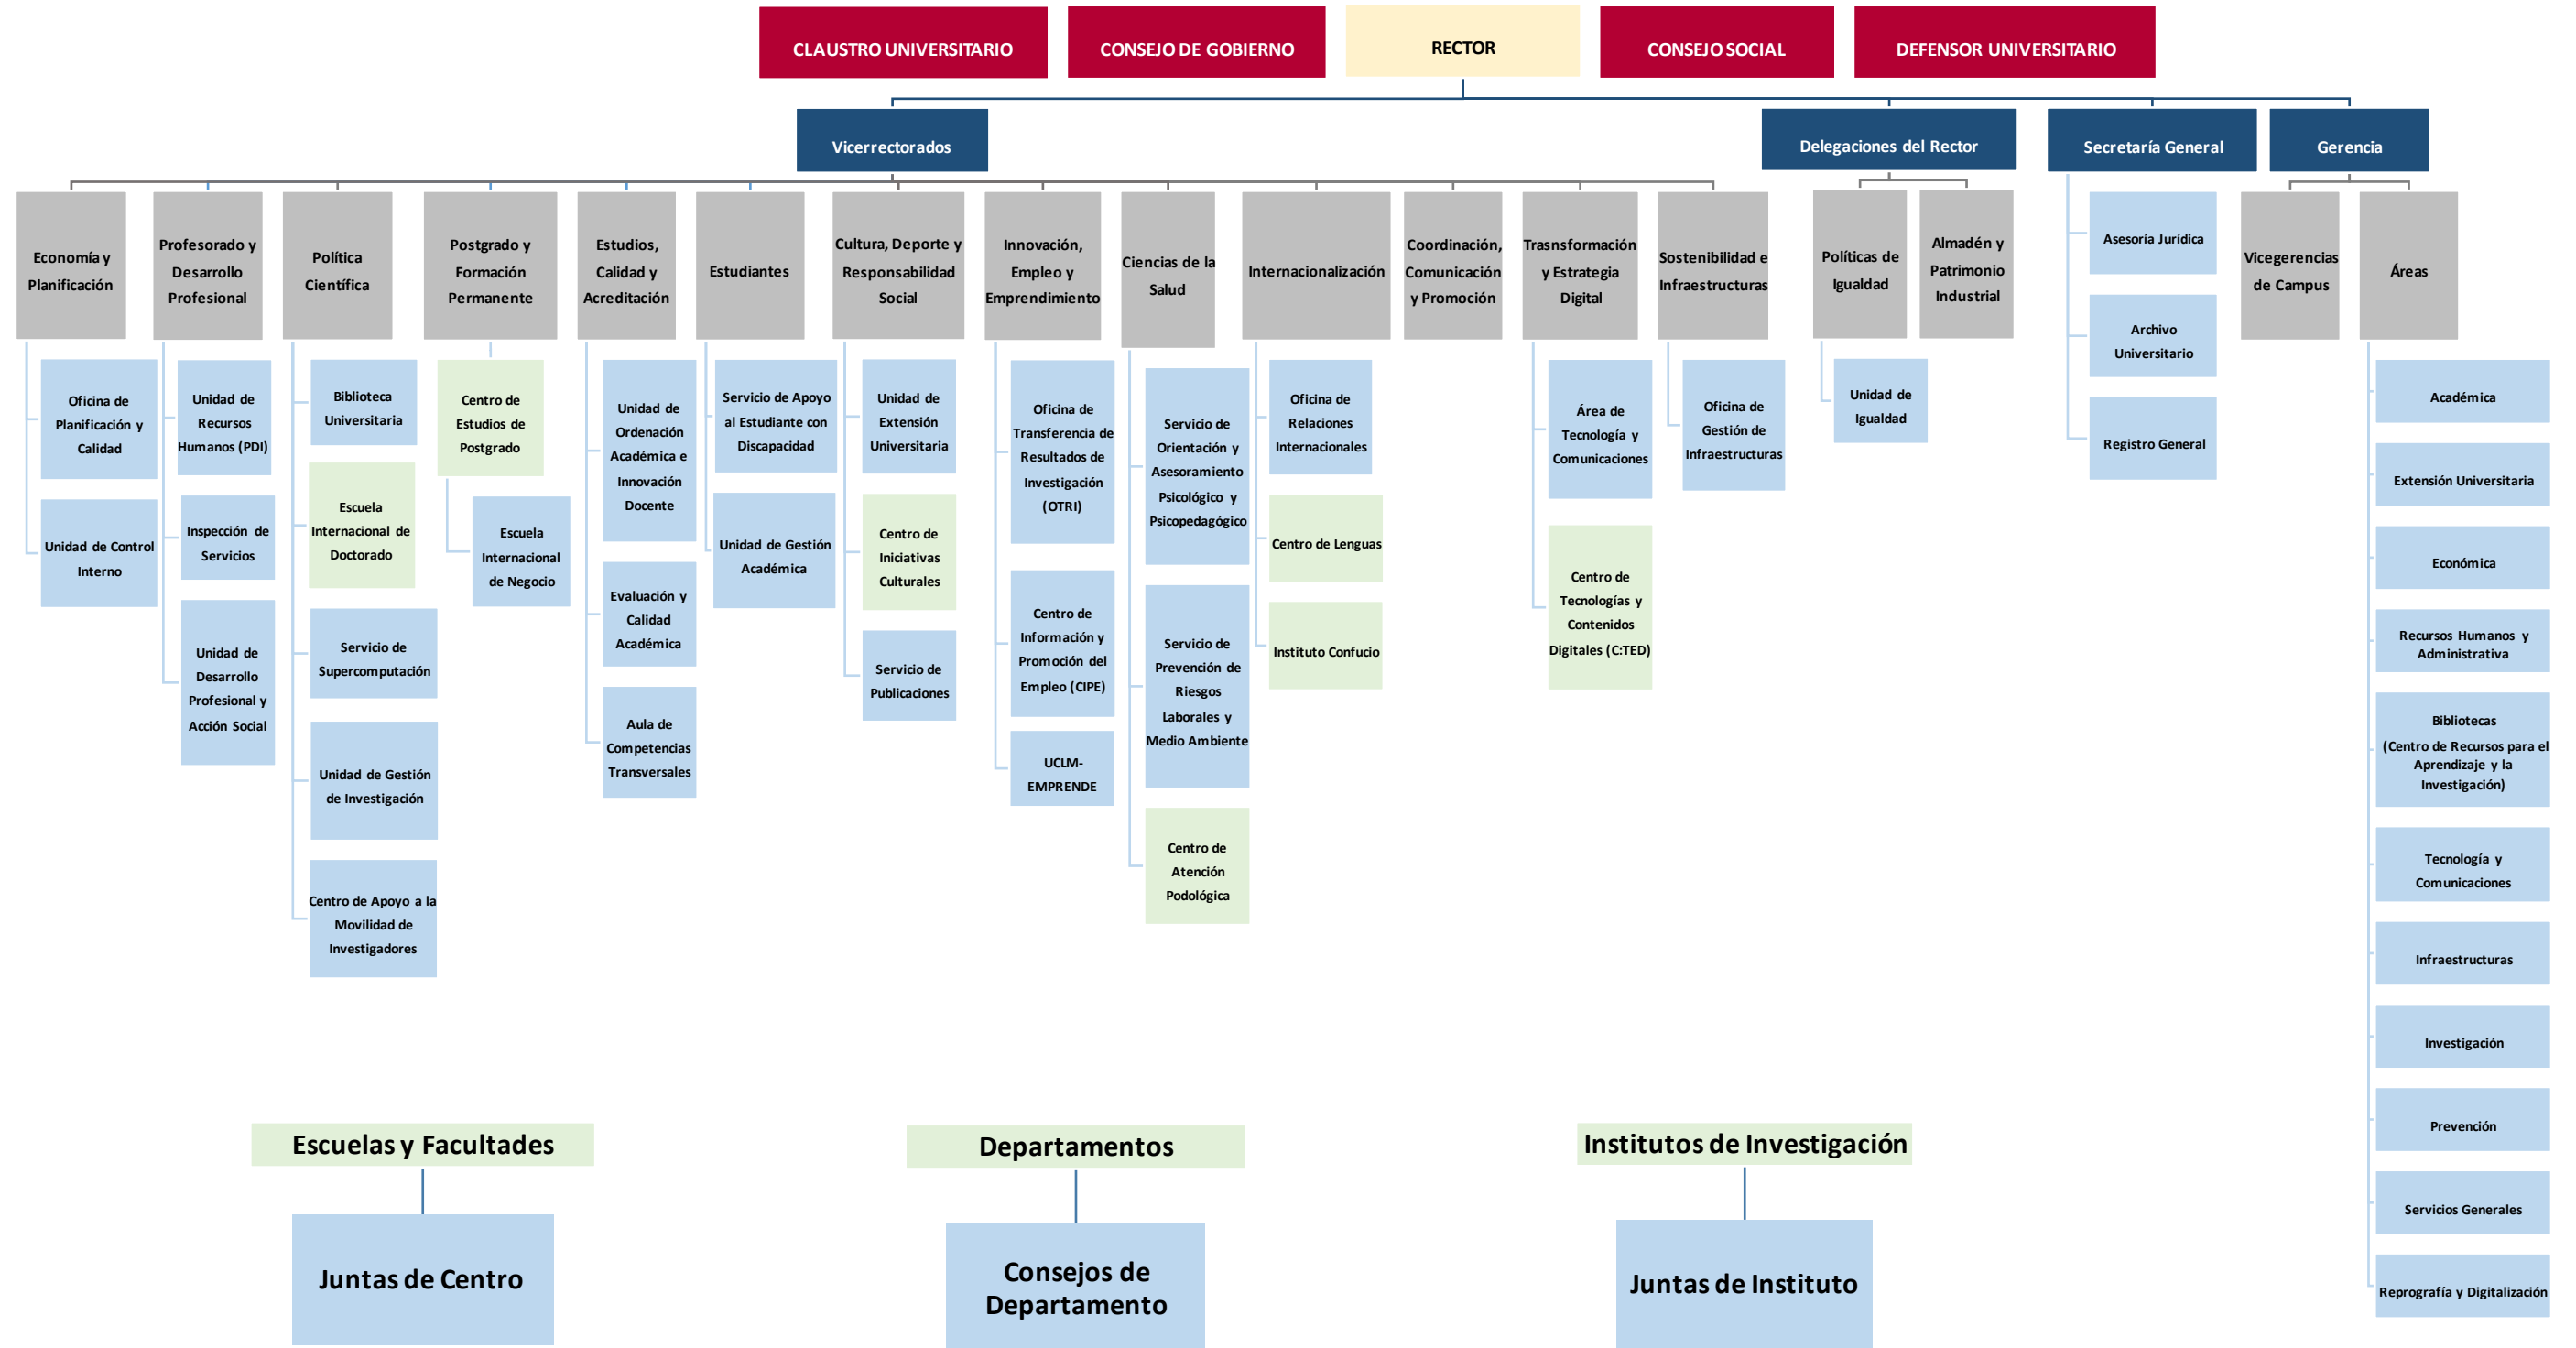 CLAUSTRO UNIVERSITARIO
CONSEJO DE GOBIERNO
RECTOR
CONSEJO SOCIAL
DEFENSOR UNIVERSITARIO
Vicerrectorados
Delegaciones del Rector
Secretaría General
Gerencia
Economía y
Planificación
Profesorado y
Desarrollo
Profesional
Política
Científica
Postgrado y
Formación
Permanente
Estudios,
Calidad y
Acreditación
Estudiantes
Cultura, Deporte y
Responsabilidad
Social
Innovación,
Empleo y
Emprendimiento
Ciencias de la
Salud
Internacionalización
Coordinación,
Comunicación
y Promoción
Trasnsformación
y Estrategia
Digital
Sostenibilidad e
Infraestructuras
Políticas de
Igualdad
Almadén y
Patrimonio
Industrial
Asesoría Jurídica
Archivo
Universitario
Registro General
Vicegerencias
de Campus
Áreas
Oficina de
Planificación y
Calidad
Unidad de Control
Interno
Unidad de
Recursos
Humanos (PDI)
Inspección de
Servicios
Unidad de
Desarrollo
Profesional y
Acción Social
Biblioteca
Universitaria
Escuela
Internacional de
Doctorado
Servicio de
Supercomputación
Unidad de Gestión
de Investigación
Centro de Apoyo a la
Movilidad de
Investigadores
Centro de
Estudios de
Postgrado
Escuela
Internacional
de Negocio
Unidad de
Ordenación
Académica e
Innovación
Docente
Evaluación y
Calidad
Académica
Aula de
Competencias
Transversales
Servicio de Apoyo
al Estudiante con
Discapacidad
Unidad de Gestión
Académica
Unidad de
Extensión
Universitaria
Centro de
Iniciativas
Culturales
Servicio de
Publicaciones
Oficina de
Transferencia de
Resultados de
Investigación
(OTRI)
Centro de
Información y
Promoción del
Empleo (CIPE)
UCLM-
EMPRENDE
Servicio de
Orientación y
Asesoramiento
Psicológico y
Psicopedagógico
Servicio de
Prevención de
Riesgos
Laborales y
Medio Ambiente
Centro de
Atención
Podológica
Oficina de
Relaciones
Internacionales
Centro de Lenguas
Instituto Confucio
Área de
Tecnología y
Comunicaciones
Centro de
Tecnologías y
Contenidos
Digitales (C:TED)
Oficina de
Gestión de
Infraestructuras
Unidad de
Igualdad
Académica
Extensión Universitaria
Económica
Recursos Humanos y
Administrativa
Bibliotecas
(Centro de Recursos para el
Aprendizaje y la
Investigación)
Tecnología y
Comunicaciones
Infraestructuras
Investigación
Prevención
Servicios Generales
Reprografía y Digitalización
Escuelas y Facultades
Juntas de Centro
Departamentos
Consejos de
Departamento
Institutos de Investigación
Juntas de Instituto